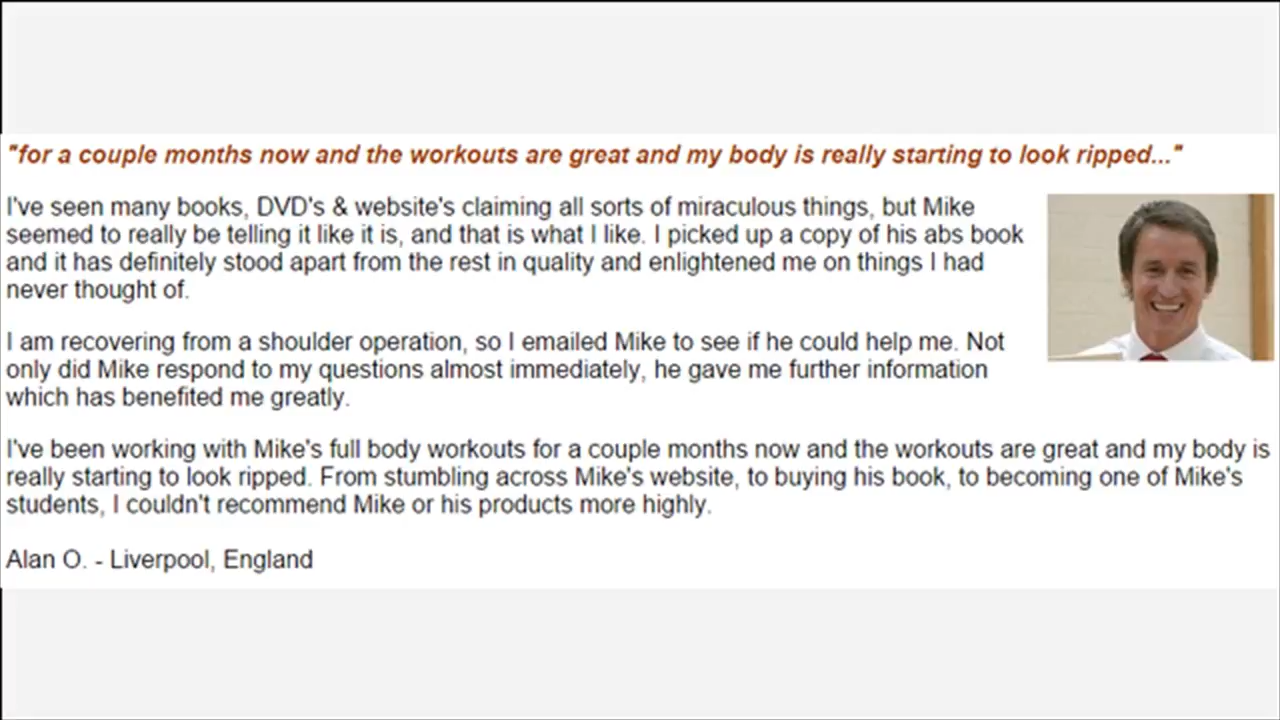 "for a couple months now and the workouts are great and my body is really starting to look ripped..."
I've seen many books, DVD's & website's claiming all sorts of miraculous things, but Mike
seemed to really be telling it like it is, and that is what I like. I picked up a copy of his abs book
and it has definitely stood apart from the rest in quality and enlightened me on things I had
never thought of.
I am recovering from a shoulder operation, so I emailed Mike to see if he could help me. Not
only did Mike respond to my questions almost immediately, he gave me further information
which has benefited me greatly.
I've been working with Mike's full body workouts for a couple months now and the workouts are great and my body is
really starting to look ripped. From stumbling across Mike's website, to buying his book, to becoming one of Mike's
students, I couldn't recommend Mike or his products more highly.
Alan O. - Liverpool, England